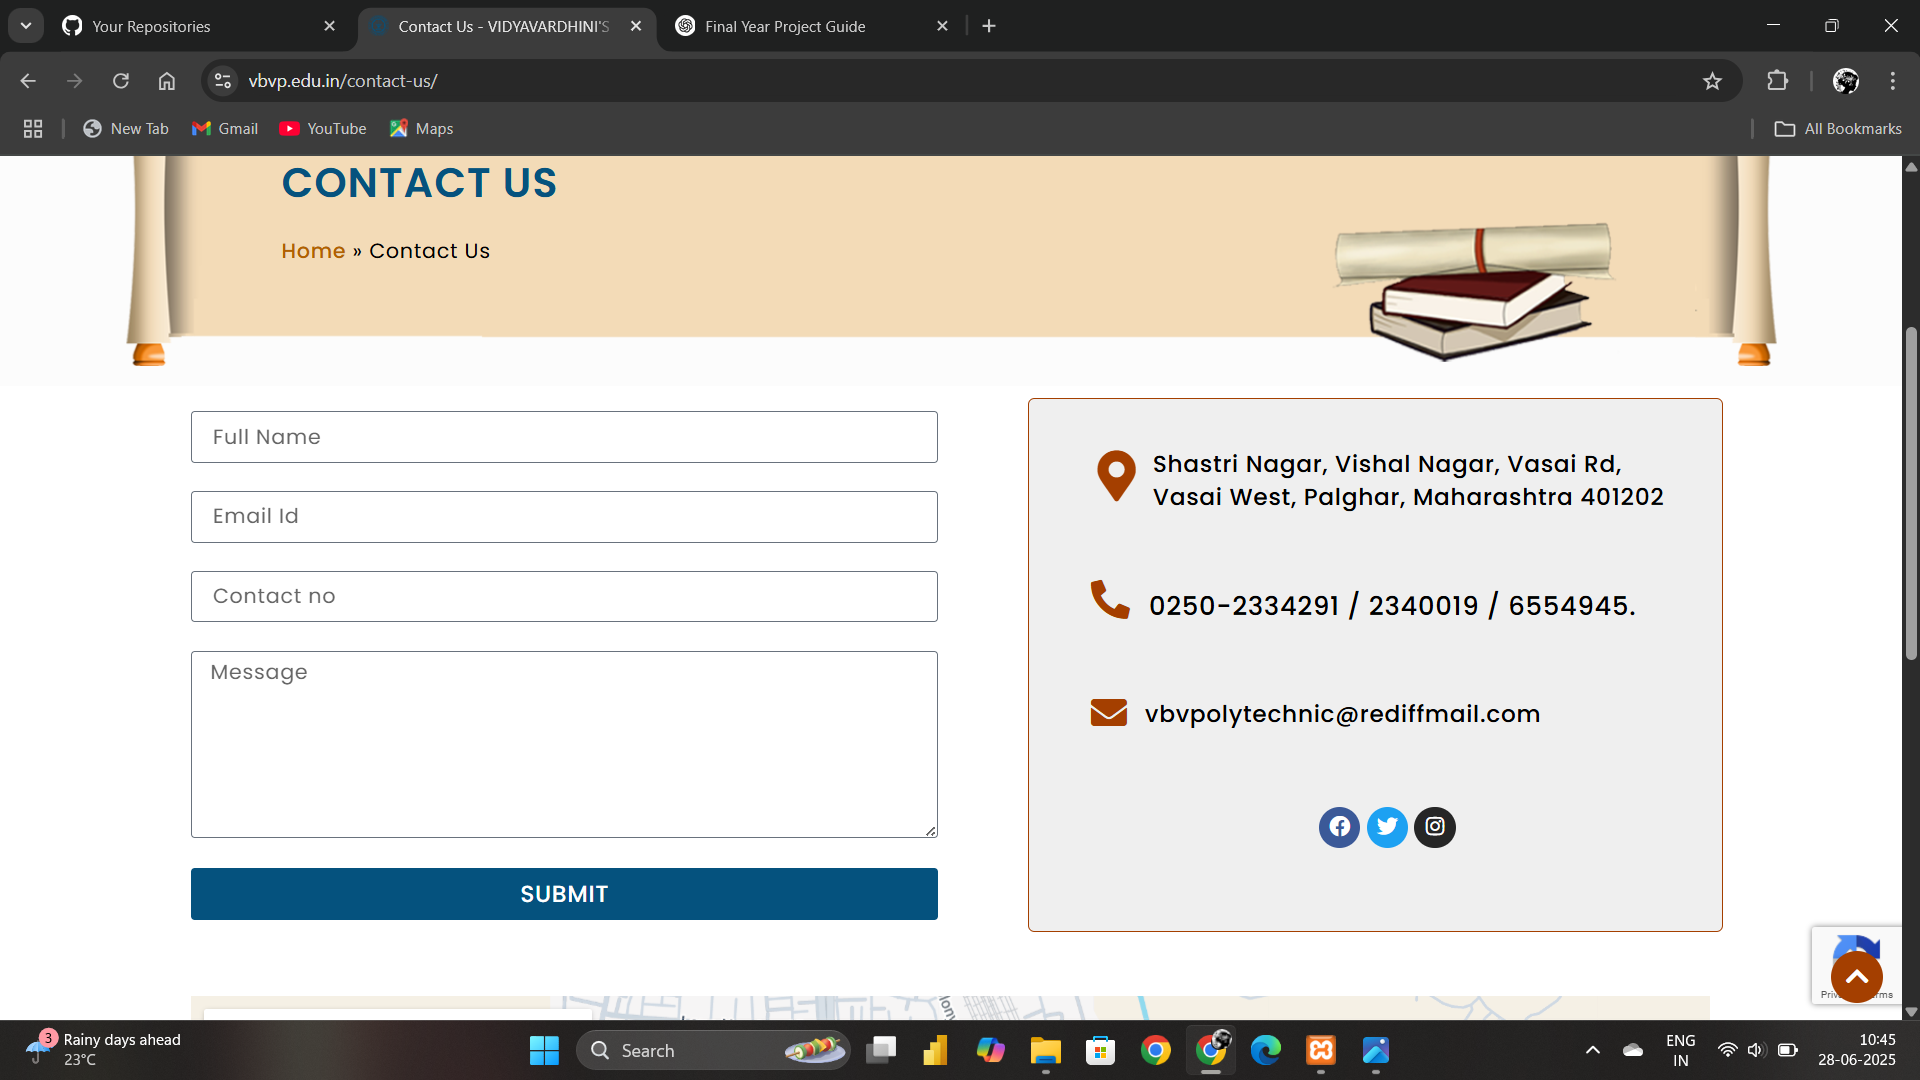 Your Repositories
Contact Us - VIDYAVARDHINI'S
Final Year Project Guide
vbvp.edu.in/contact-us/
New Tab
Gmail
YouTube
Maps
All Bookmarks
CONTACT US
Home » Contact Us
Full Name
Email Id
Contact no
Message
SUBMIT
Shastri Nagar, Vishal Nagar, Vasai Rd,
Vasai West, Palghar, Maharashtra 401202
0250-2334291 / 2340019 / 6554945.
vbvpolytechnic@rediffmail.com
3
Rainy days ahead
23°C
Search
ENG
IN
10:45
28-06-2025